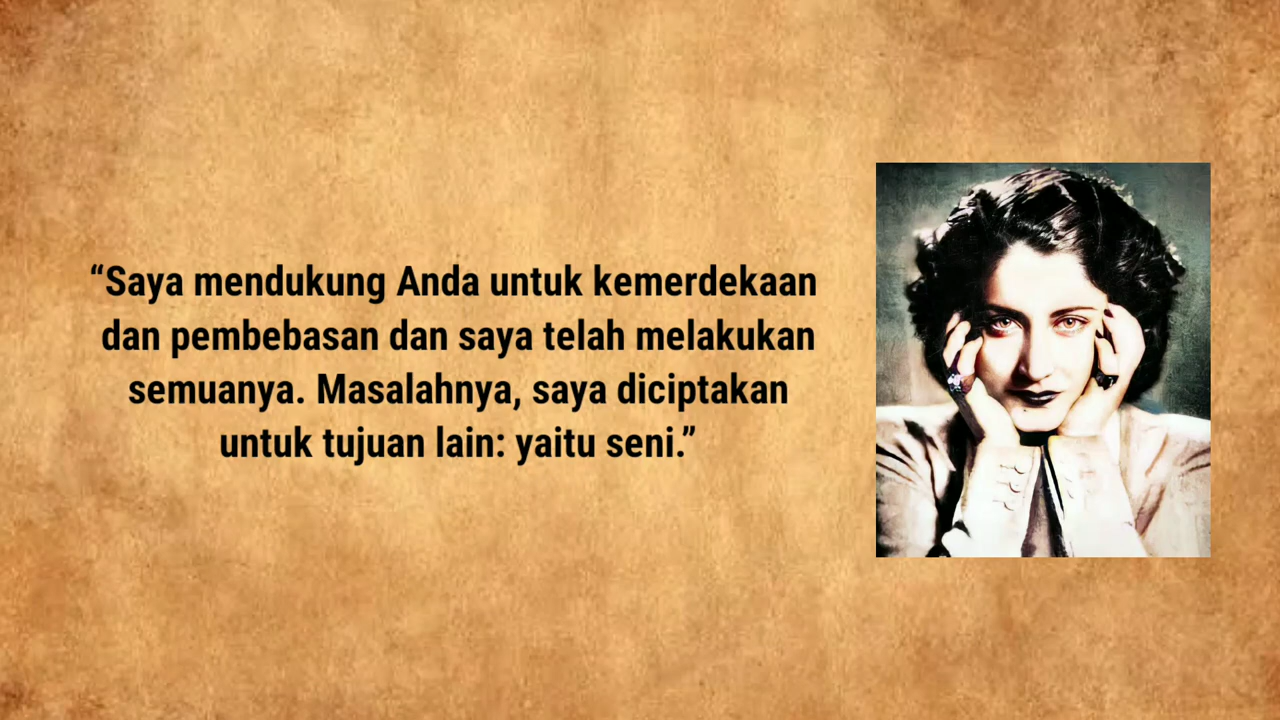 “Saya mendukung Anda untuk kemerdekaan
dan pembebasan dan saya telah melakukan
semuanya. Masalahnya, saya diciptakan
untuk tujuan lain: yaitu seni.”